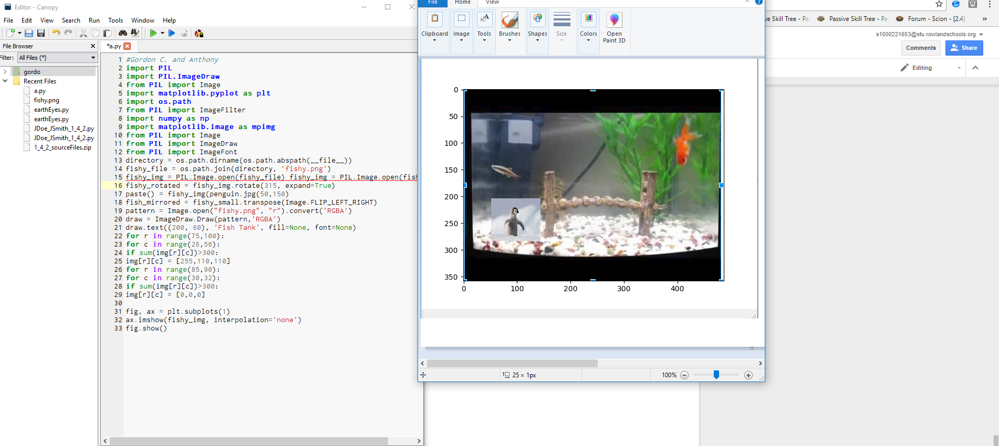 Editor - Canopy
File Edit View Search Run Tools Window Help
File Browser
Filter: All Files (*)
gordo
Recent Files
a.py
fishy.png
earthEyes.py
earthEyes.py
JDoe_JSmith_1_4_2.py
JDoe_JSmith_1_4_2.py
1_4_2_sourceFiles.zip
*a.py
1 #Gordon C. and Anthony
2 import PIL
3 import PIL.ImageDraw
4 from PIL import Image
5 import matplotlib.pyplot as plt
6 import os.path
7 from PIL import ImageFilter
8 import numpy as np
9 import matplotlib.image as mpimg
10 from PIL import Image
11 from PIL import ImageDraw
12 from PIL import ImageFont
13 directory = os.path.dirname(os.path.abspath(__file__))
14 fishy_file = os.path.join(directory, 'fishy.png')
15 fishy_img = PIL.Image.open(fishy_file) fishy_img = PIL.Image.open(fish
16 fishy_rotated = fishy_img.rotate(315, expand=True)
17 paste() = fishy_img(penguin.jpg(50,150)
18 fish_mirrored = fishy_small.transpose(Image.FLIP_LEFT_RIGHT)
19 pattern = Image.open("fishy.png", "r").convert('RGBA')
20 draw = ImageDraw.Draw(pattern,'RGBA')
21 draw.text((200, 60), 'Fish Tank', fill=None, font=None)
22 for r in range(75,100):
23 for c in range(26,56):
24 if sum(img[r][c])>300:
25 img[r][c] = [255,110,110]
26 for r in range(85,90):
27 for c in range(30,32):
28 if sum(img[r][c])>300:
29 img[r][c] = [0,0,0]
30
31 fig, ax = plt.subplots(1)
32 ax.imshow(fishy_img, interpolation='none')
33 fig.show()
File Home View
Clipboard Image Tools Brushes Shapes Size Colors Open Paint 3D
0
50
100
150
200
250
300
350
0 100 200 300 400
25 × 1px
100%
ve Skill Tree - Pa Passive Skill Tree - Pa Forum - Scion - [2.4] »
s1000221653@stu.rowlandschools.org
Comments Share
Editing